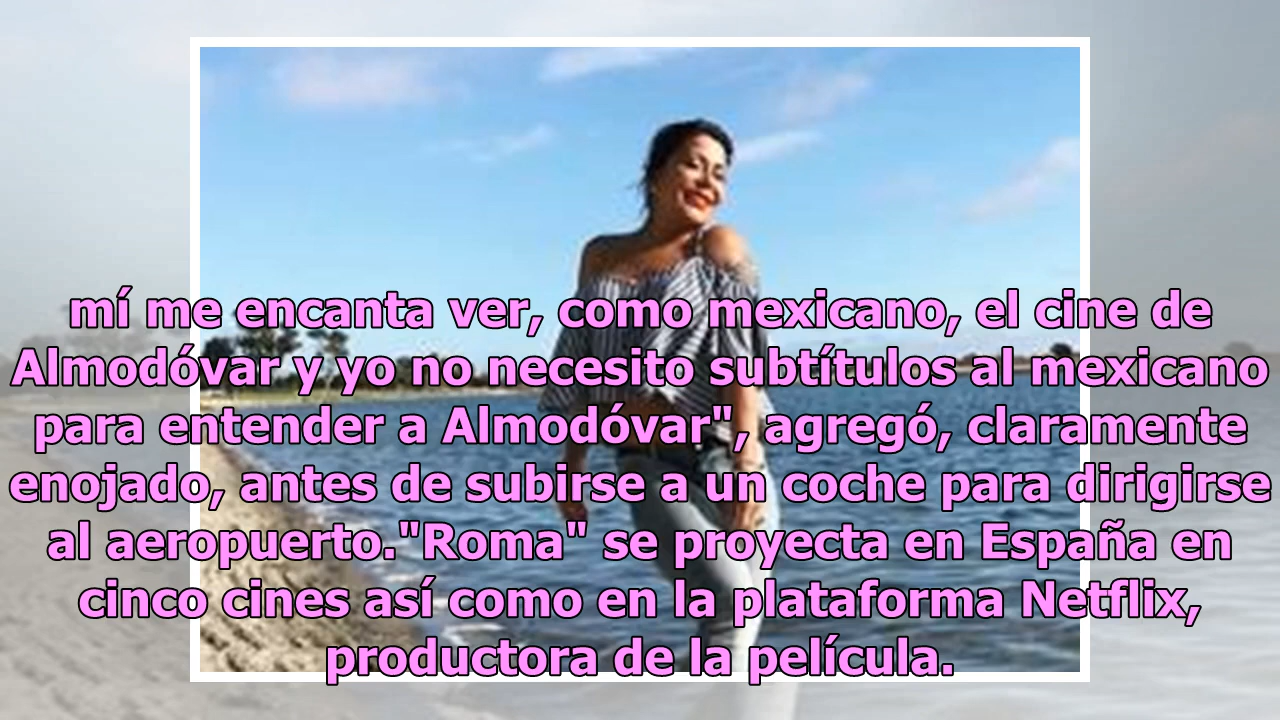 mí me encanta ver, como mexicano, el cine de
Almodóvar y yo no necesito subtítulos al mexicano
para entender a Almodóvar", agregó, claramente
enojado, antes de subirse a un coche para dirigirse
al aeropuerto."Roma" se proyecta en España en
cinco cines así como en la plataforma Netflix,
productora de la película.